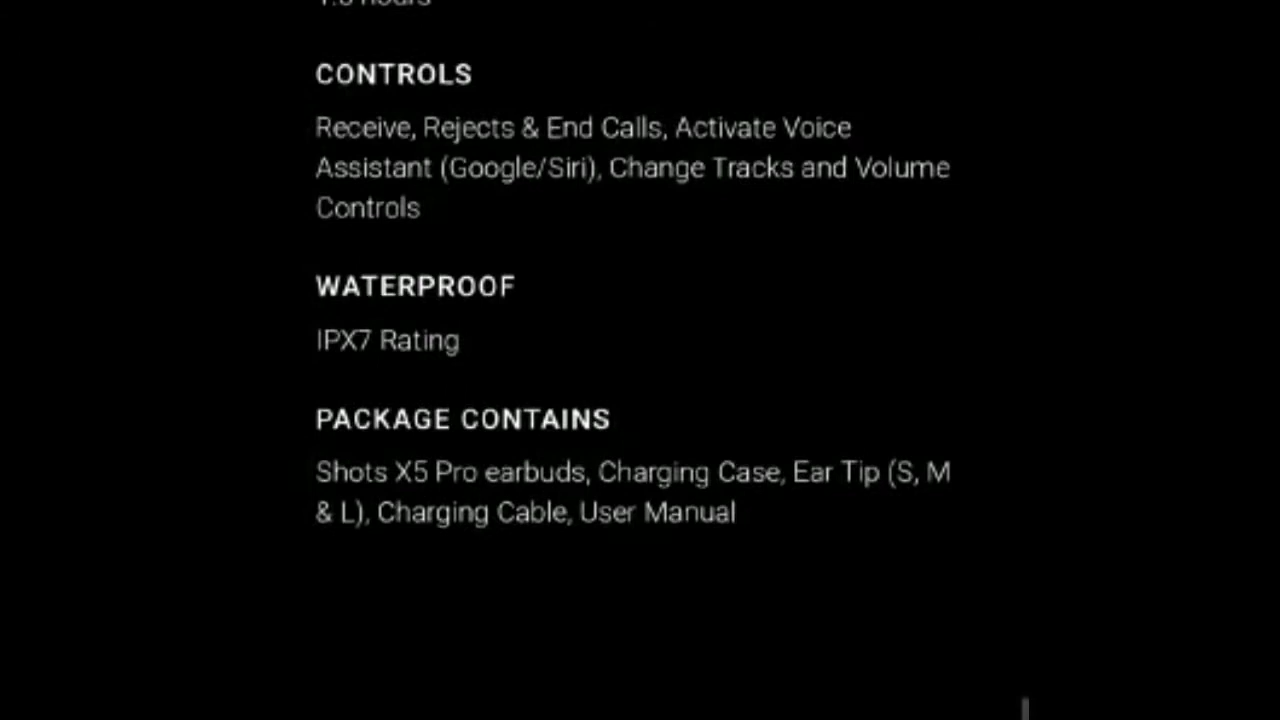 hours
CONTROLS
Receive, Rejects & End Calls, Activate Voice
Assistant (Google/Siri), Change Tracks and Volume
Controls
WATERPROOF
IPX7 Rating
PACKAGE CONTAINS
Shots X5 Pro earbuds, Charging Case, Ear Tip (S, M
& L), Charging Cable, User Manual